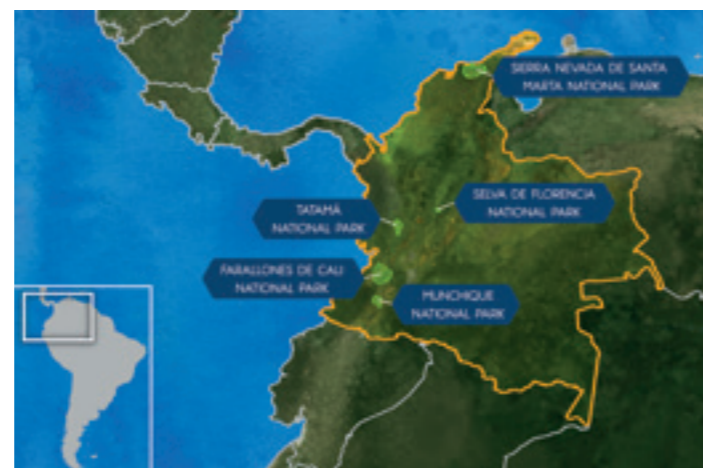 SIERRA NEVADA DE SANTA
MARTA NATIONAL PARK
SELVA DE FLORENCIA
NATIONAL PARK
TATAMÁ
NATIONAL PARK
FARALLONES DE CALI
NATIONAL PARK
MUNCHIQUE
NATIONAL PARK